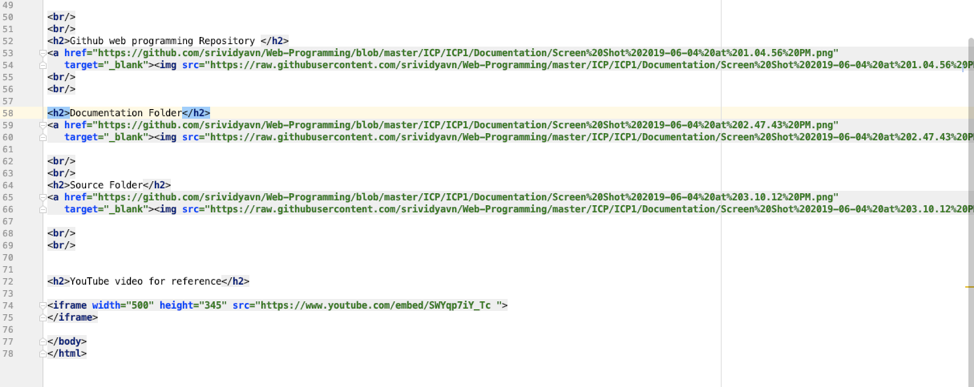 49
50 <br/>
51 <br/>
52 <h2>Github web programming Repository </h2>
53 <a href="https://github.com/srividyavn/Web-Programming/blob/master/ICP/ICP1/Documentation/Screen%20Shot%202019-06-04%20at%201.04.56%20PM.png"
54 target="_blank"><img src="https://raw.githubusercontent.com/srividyavn/Web-Programming/master/ICP/ICP1/Documentation/Screen%20Shot%202019-06-04%20at%201.04.56%20P
55 <br/>
56 <br/>
57
58 <h2>Documentation Folder</h2>
59 <a href="https://github.com/srividyavn/Web-Programming/blob/master/ICP/ICP1/Documentation/Screen%20Shot%202019-06-04%20at%202.47.43%20PM.png"
60 target="_blank"><img src="https://raw.githubusercontent.com/srividyavn/Web-Programming/master/ICP/ICP1/Documentation/Screen%20Shot%202019-06-04%20at%202.47.43%20P
61
62 <br/>
63 <br/>
64 <h2>Source Folder</h2>
65 <a href="https://github.com/srividyavn/Web-Programming/blob/master/ICP/ICP1/Documentation/Screen%20Shot%202019-06-04%20at%203.10.12%20PM.png"
66 target="_blank"><img src="https://raw.githubusercontent.com/srividyavn/Web-Programming/master/ICP/ICP1/Documentation/Screen%20Shot%202019-06-04%20at%203.10.12%20P
67
68 <br/>
69 <br/>
70
71
72 <h2>YouTube video for reference</h2>
73
74 <iframe width="500" height="345" src="https://www.youtube.com/embed/SWYqp7iY_Tc ">
75 </iframe>
76
77 </body>
78 </html>